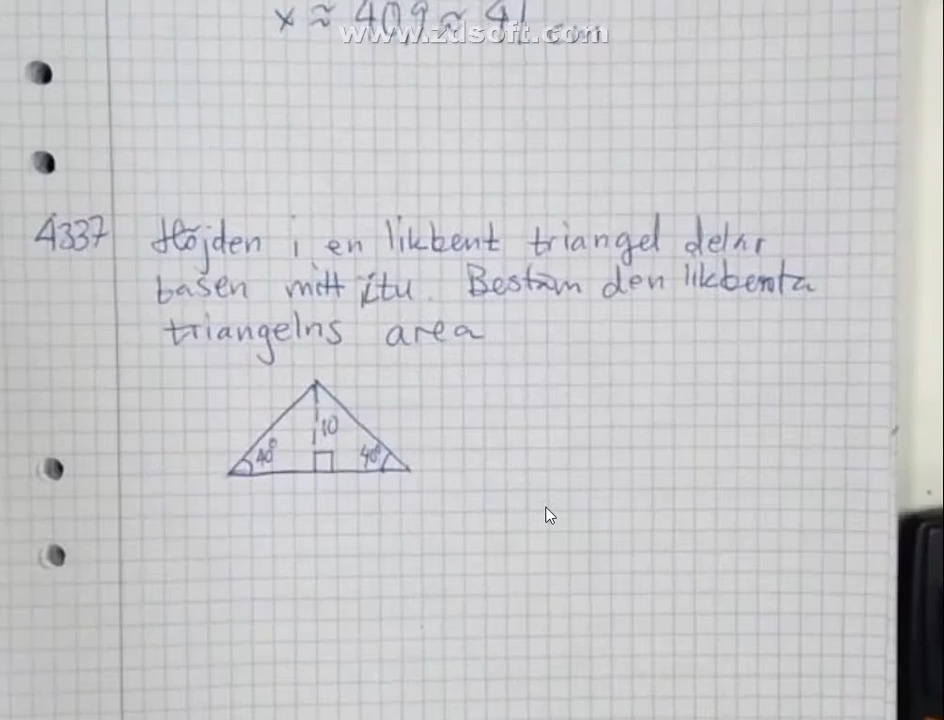 x ≈ 409 ≈ 41
www.zdsoft.com
4337 Höjden i en likbent triangel delar
basen mitt itu. Bestäm den likbenta
triangelns area
10
40° 40°